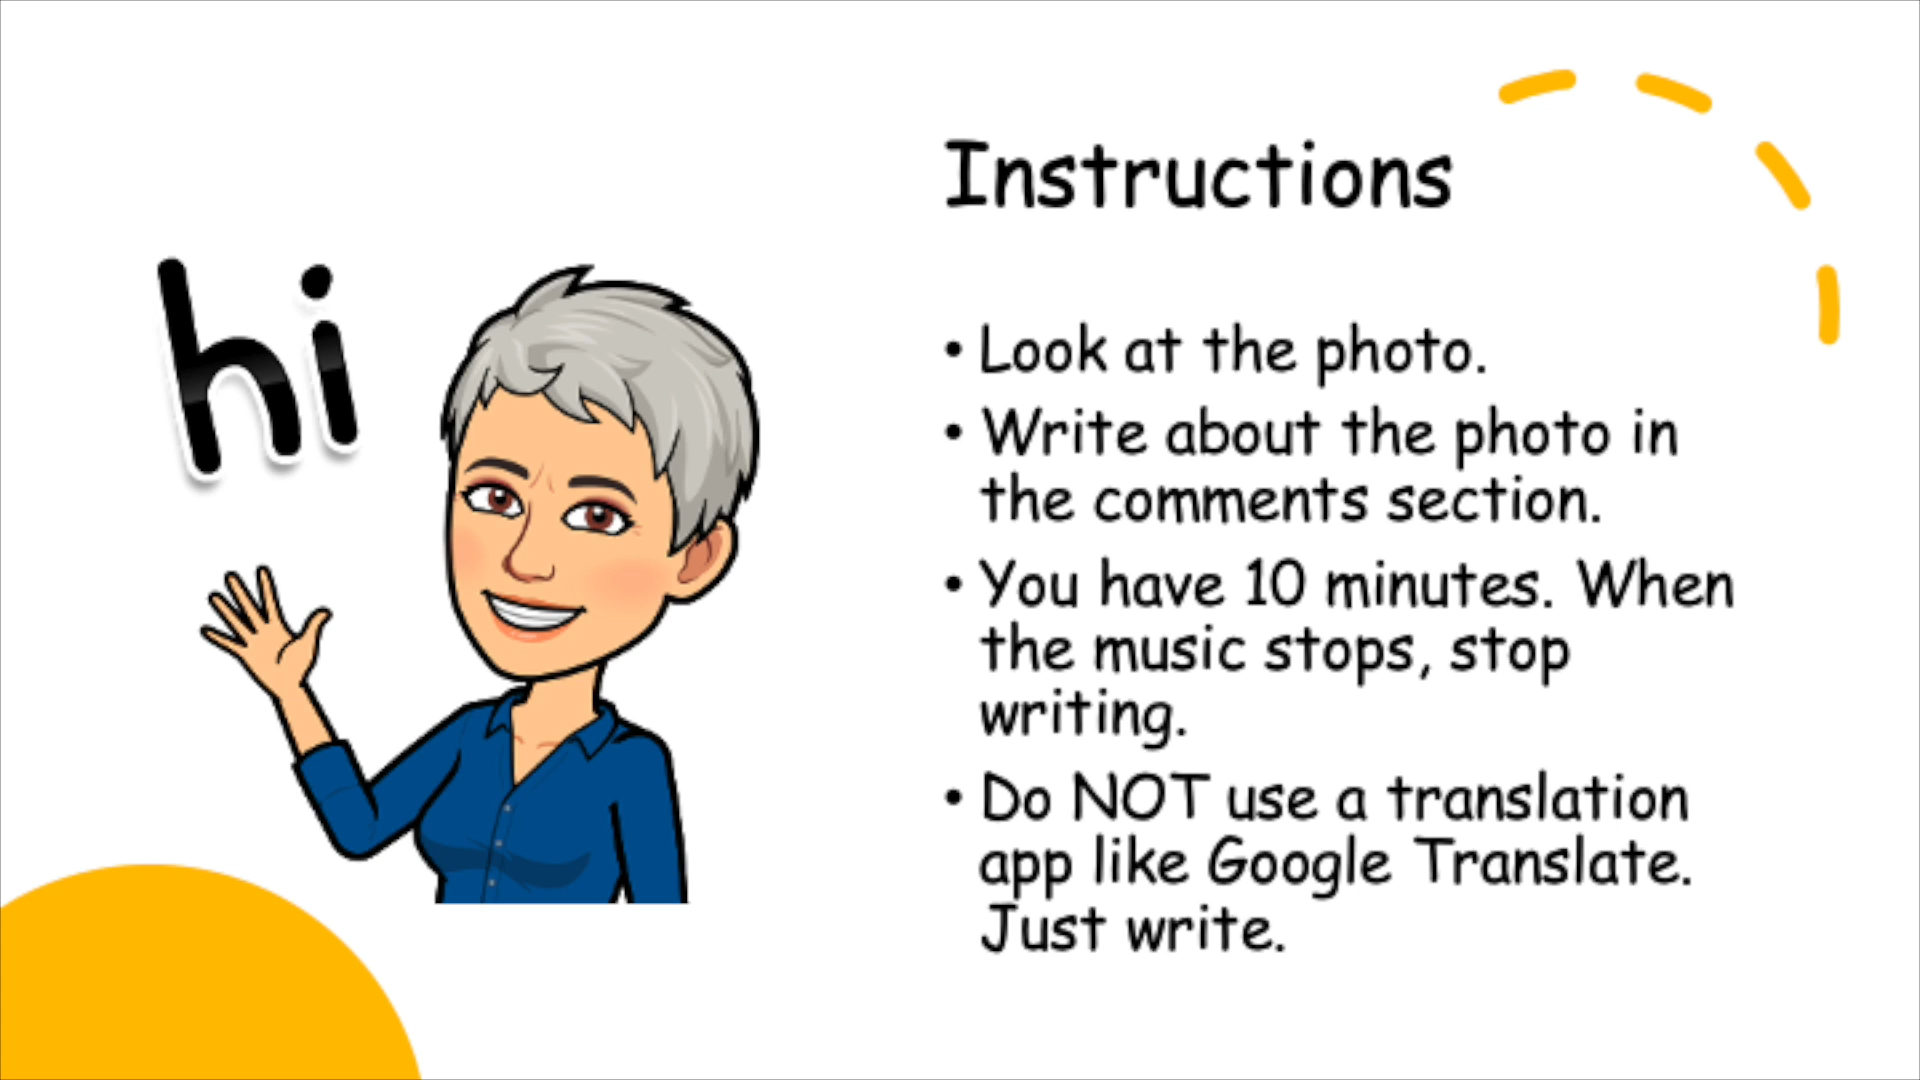 hi
Instructions
• Look at the photo.
• Write about the photo in
the comments section.
• You have 10 minutes. When
the music stops, stop
writing.
• Do NOT use a translation
app like Google Translate.
Just write.